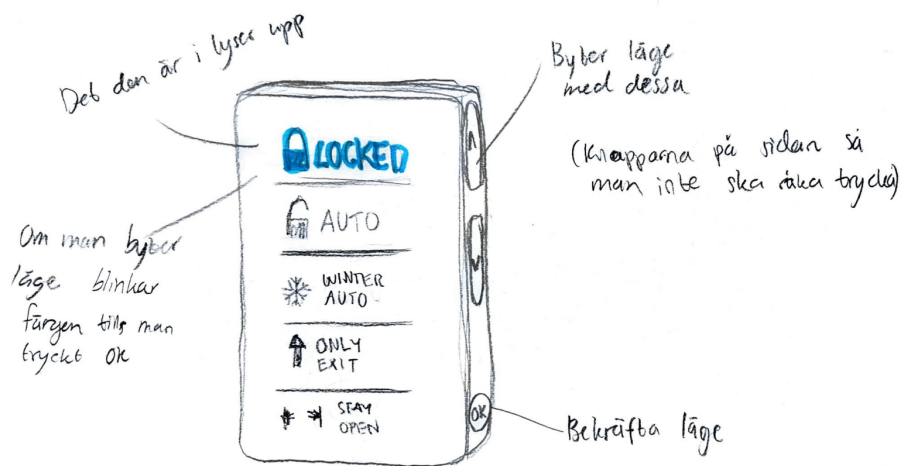 Det den är i lyser upp
Byter läge
med dessa
(Knapparna på sidan så
man inte ska råka trycka)
LOCKED
AUTO
WINTER
AUTO
ONLY
EXIT
STAY
OPEN
Om man byter
läge blinkar
färgen tills man
tryckt OK
OK
Bekräfta läge